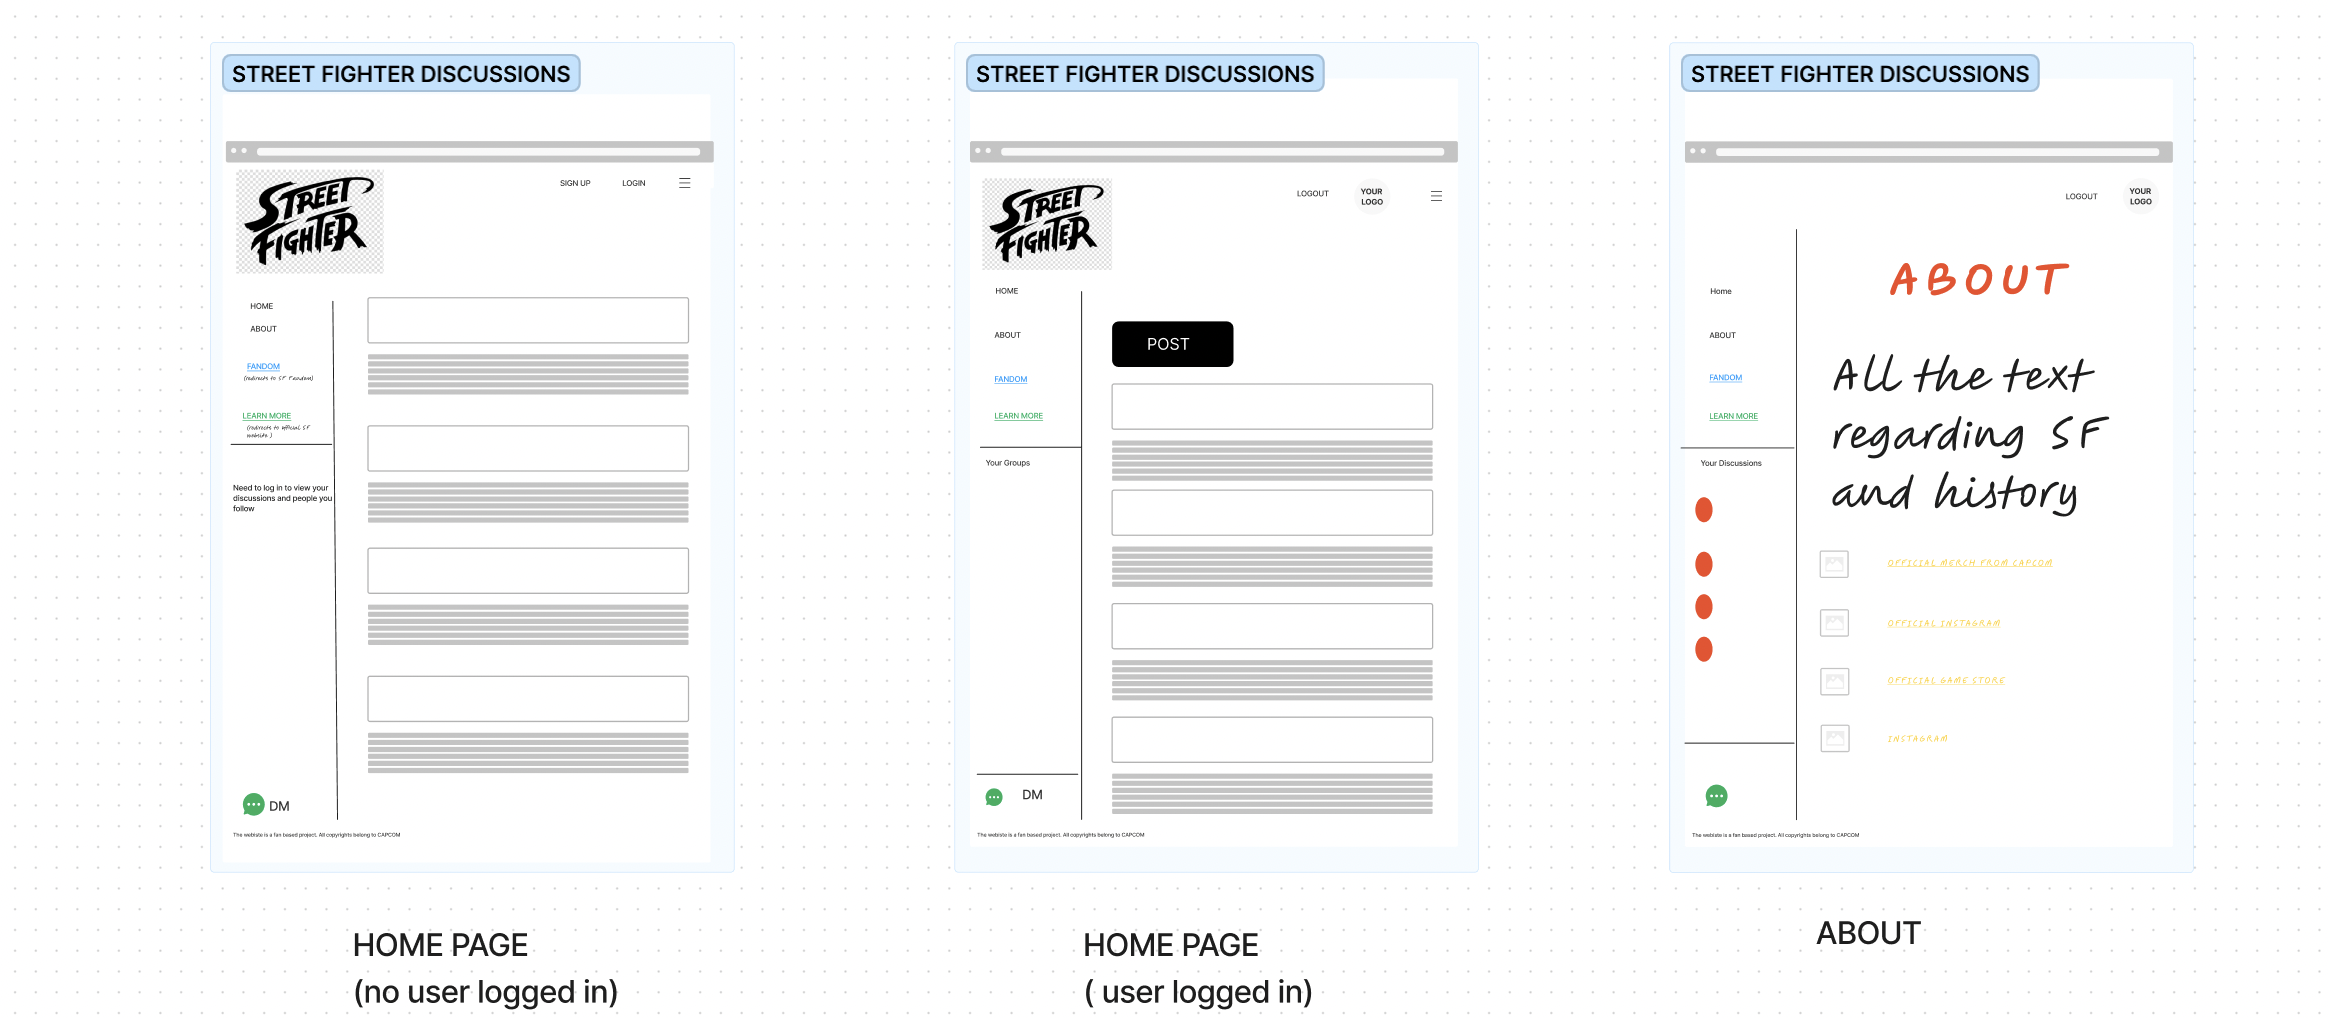 STREET FIGHTER DISCUSSIONS
STREET FIGHTER
SIGN UP
LOGIN
HOME
ABOUT
FANDOM
(redirects to SF Fandom)
LEARN MORE
(redirects to official SF
website )
Need to log in to view your
discussions and people you
follow
DM
The webiste is a fan based project. All copyrights belong to CAPCOM
HOME PAGE
(no user logged in)
STREET FIGHTER DISCUSSIONS
STREET FIGHTER
LOGOUT
YOUR
LOGO
HOME
ABOUT
FANDOM
LEARN MORE
Your Groups
POST
DM
The webiste is a fan based project. All copyrights belong to CAPCOM
HOME PAGE
( user logged in)
STREET FIGHTER DISCUSSIONS
LOGOUT
YOUR
LOGO
Home
ABOUT
FANDOM
LEARN MORE
Your Discussions
ABOUT
All the text
regarding SF
and history
OFFICIAL MERCH FROM CAPCOM
OFFICIAL INSTAGRAM
OFFICIAL GAME STORE
INSTAGRAM
The webiste is a fan based project. All copyrights belong to CAPCOM
ABOUT